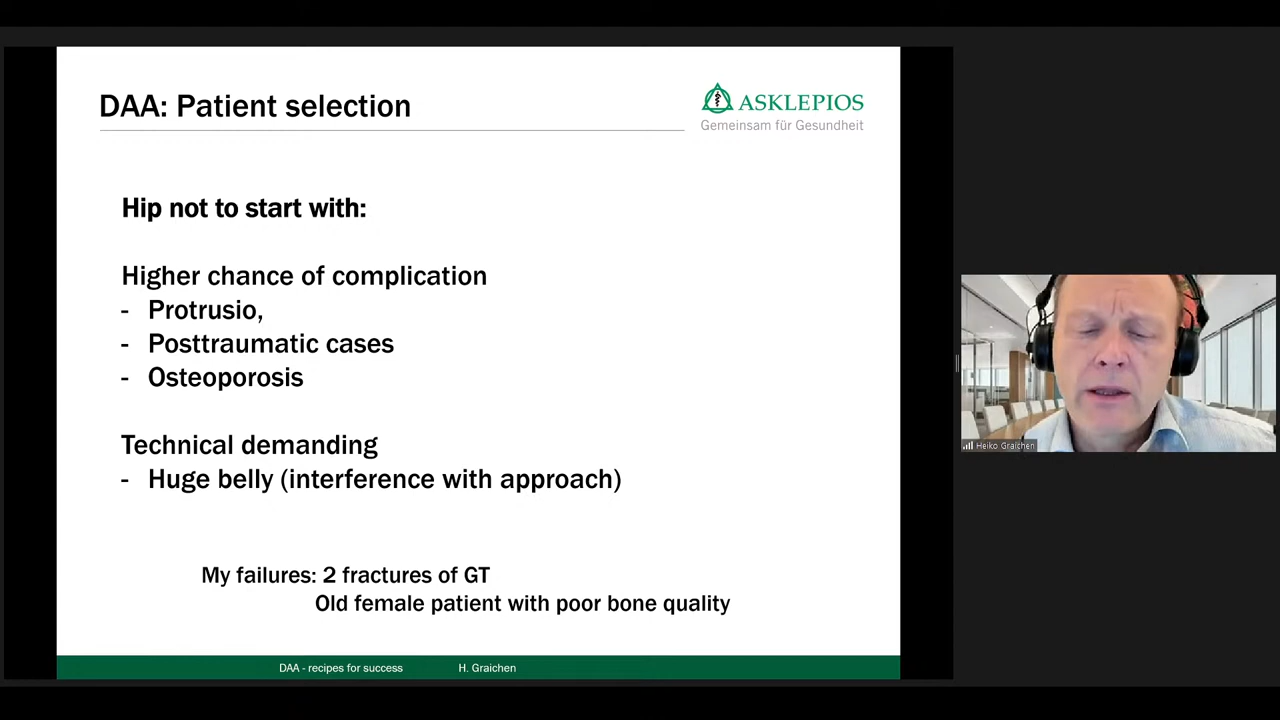 DAA: Patient selection
ASKLEPIOS
Gemeinsam für Gesundheit
Hip not to start with:
Higher chance of complication
- Protrusio,
- Posttraumatic cases
- Osteoporosis
Technical demanding
- Huge belly (interference with approach)
My failures: 2 fractures of GT
Old female patient with poor bone quality
DAA - recipes for success H. Graichen
Heiko Graichen